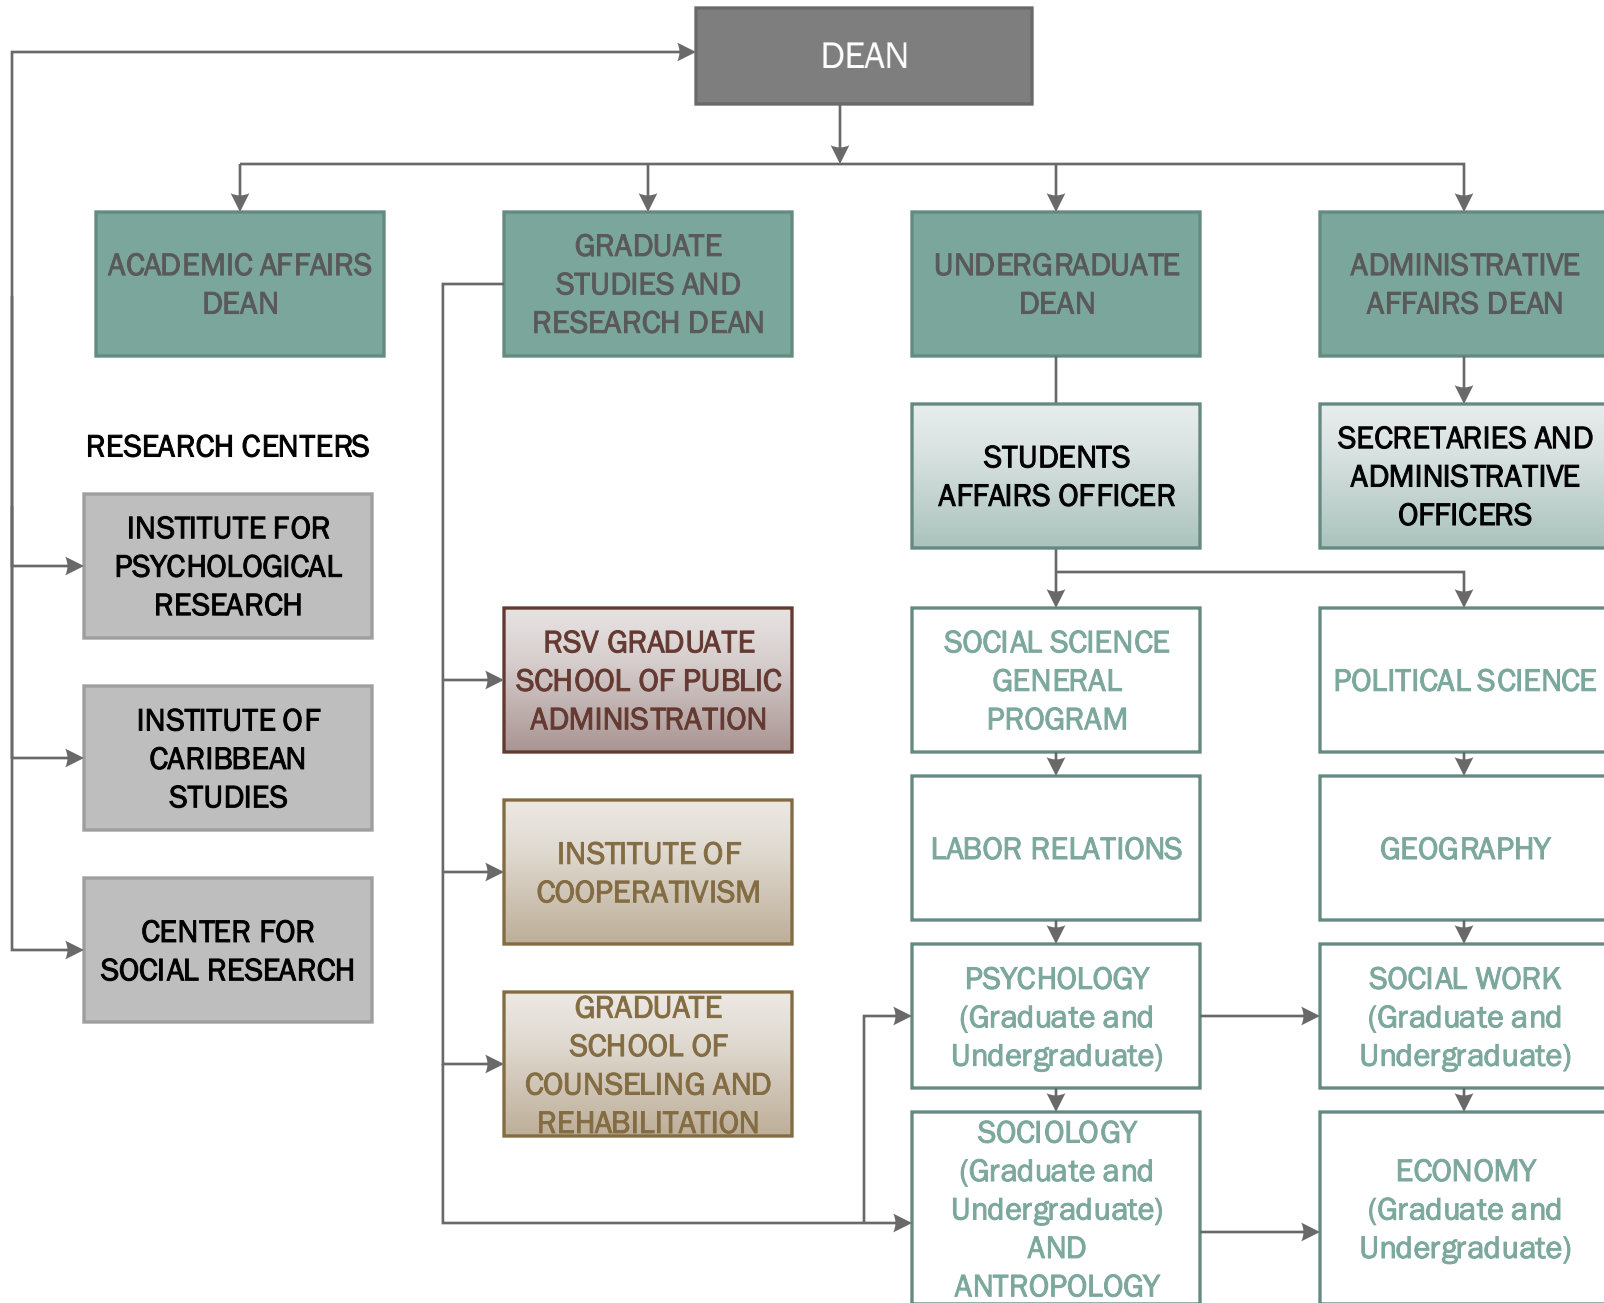 DEAN
ACADEMIC AFFAIRS
DEAN
GRADUATE
STUDIES AND
RESEARCH DEAN
UNDERGRADUATE
DEAN
ADMINISTRATIVE
AFFAIRS DEAN
RESEARCH CENTERS
INSTITUTE FOR
PSYCHOLOGICAL
RESEARCH
INSTITUTE OF
CARIBBEAN
STUDIES
CENTER FOR
SOCIAL RESEARCH
RSV GRADUATE
SCHOOL OF PUBLIC
ADMINISTRATION
INSTITUTE OF
COOPERATIVISM
GRADUATE
SCHOOL OF
COUNSELING AND
REHABILITATION
STUDENTS
AFFAIRS OFFICER
SECRETARIES AND
ADMINISTRATIVE
OFFICERS
SOCIAL SCIENCE
GENERAL
PROGRAM
POLITICAL SCIENCE
LABOR RELATIONS
GEOGRAPHY
PSYCHOLOGY
(Graduate and
Undergraduate)
SOCIAL WORK
(Graduate and
Undergraduate)
SOCIOLOGY
(Graduate and
Undergraduate)
AND
ANTROPOLOGY
ECONOMY
(Graduate and
Undergraduate)